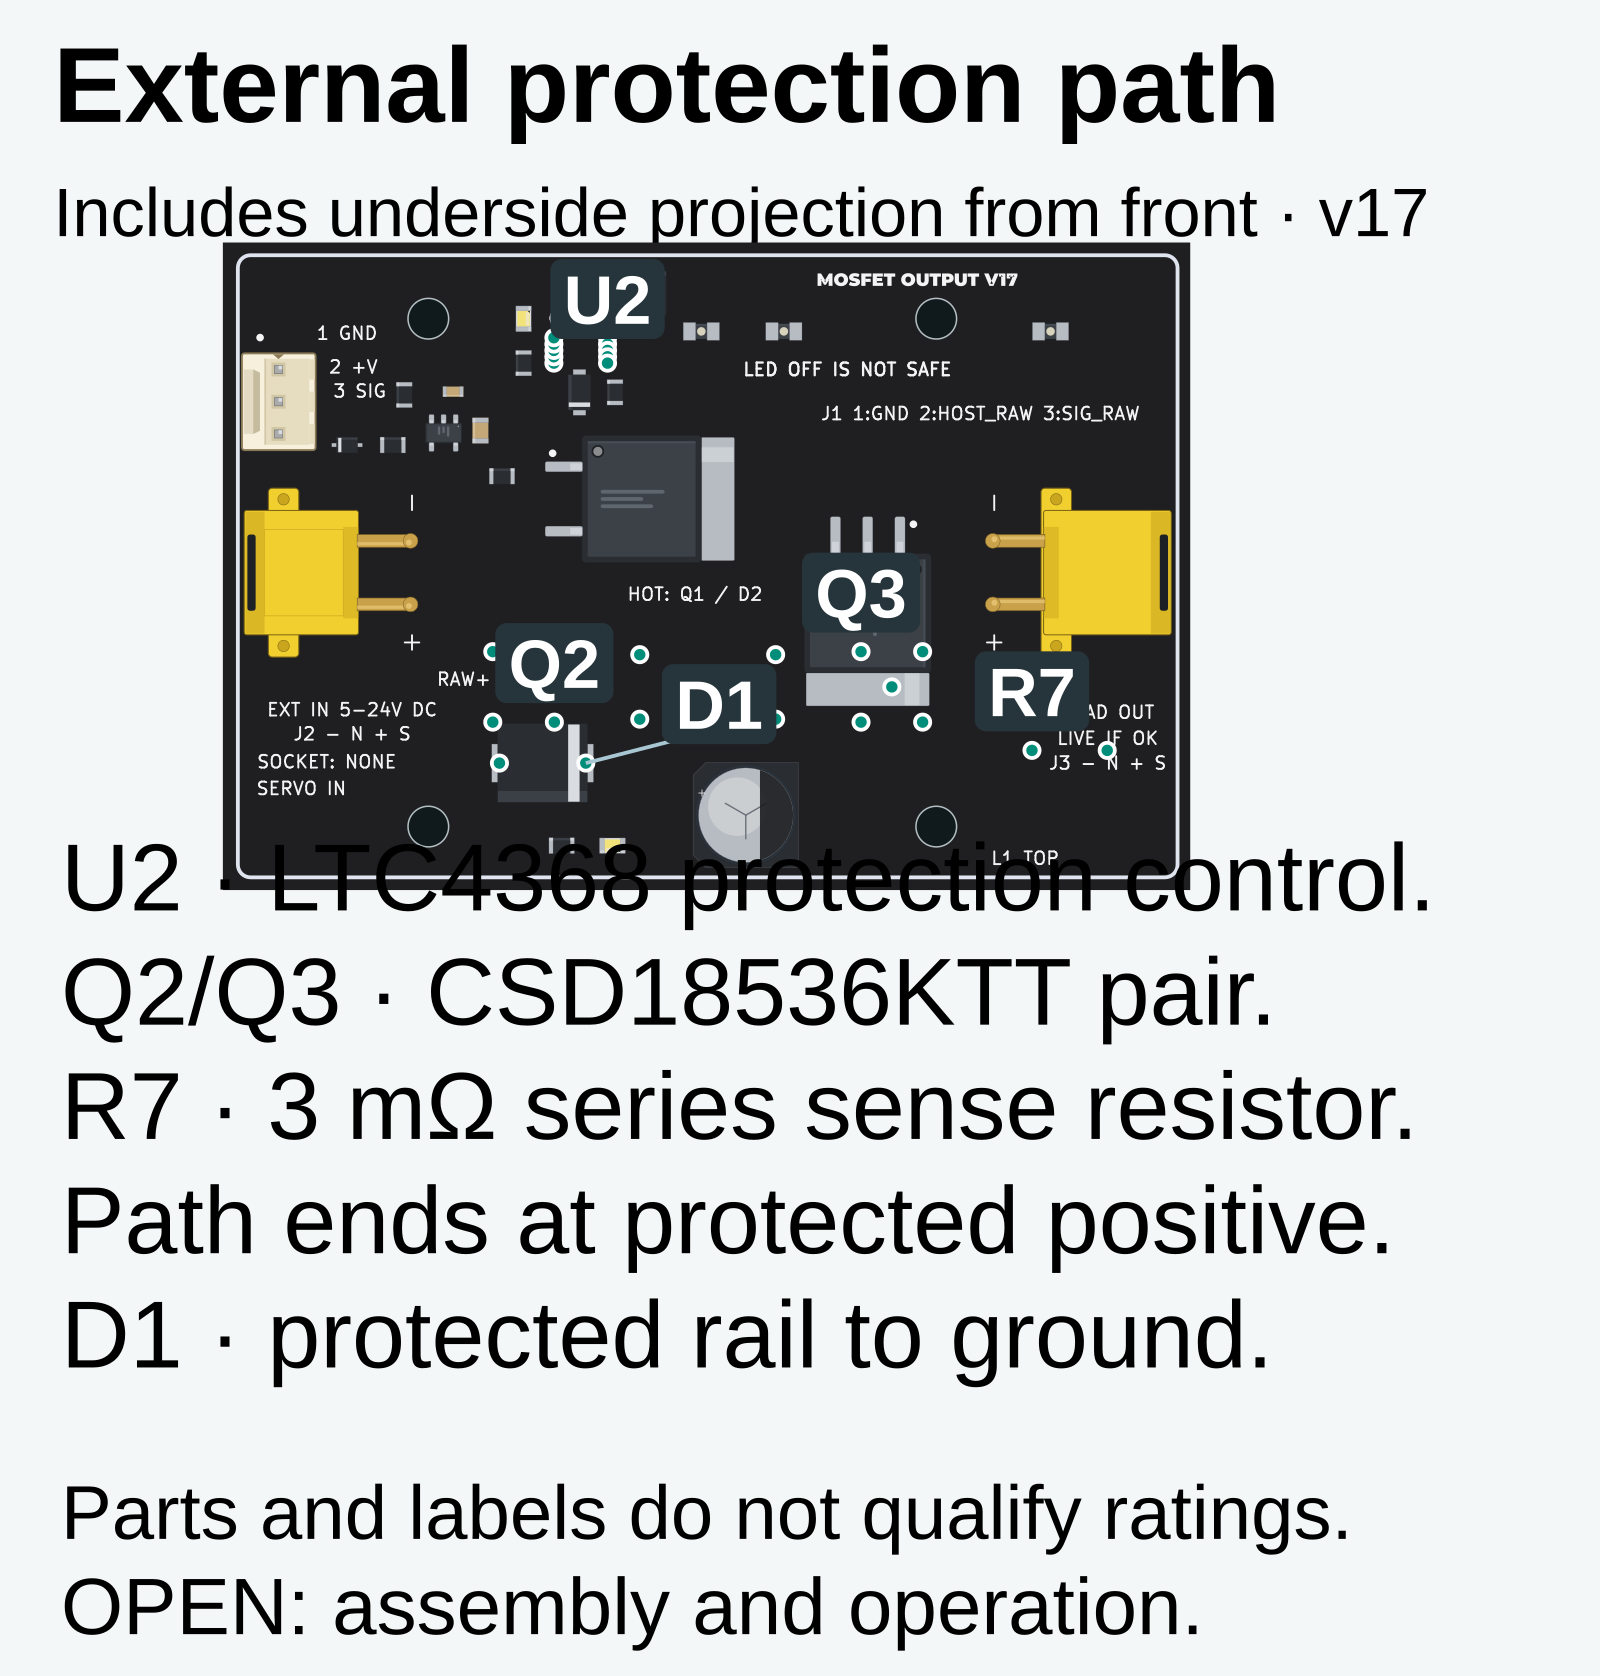 External protection path
Includes underside projection from front · v17
U2
MOSFET OUTPUT V17
1 GND
2 +V
3 SIG
LED OFF IS NOT SAFE
J1 1:GND 2:HOST_RAW 3:SIG_RAW
HOT: Q1 / D2
Q3
Q2
RAW+
D1
R7
EXT IN 5-24V DC
J2 - N + S
SOCKET: NONE
SERVO IN
OUT
LIVE IF OK
J3 - N + S
L1 TOP
U2 · LTC4368 protection control.
Q2/Q3 · CSD18536KTT pair.
R7 · 3 mΩ series sense resistor.
Path ends at protected positive.
D1 · protected rail to ground.
Parts and labels do not qualify ratings.
OPEN: assembly and operation.